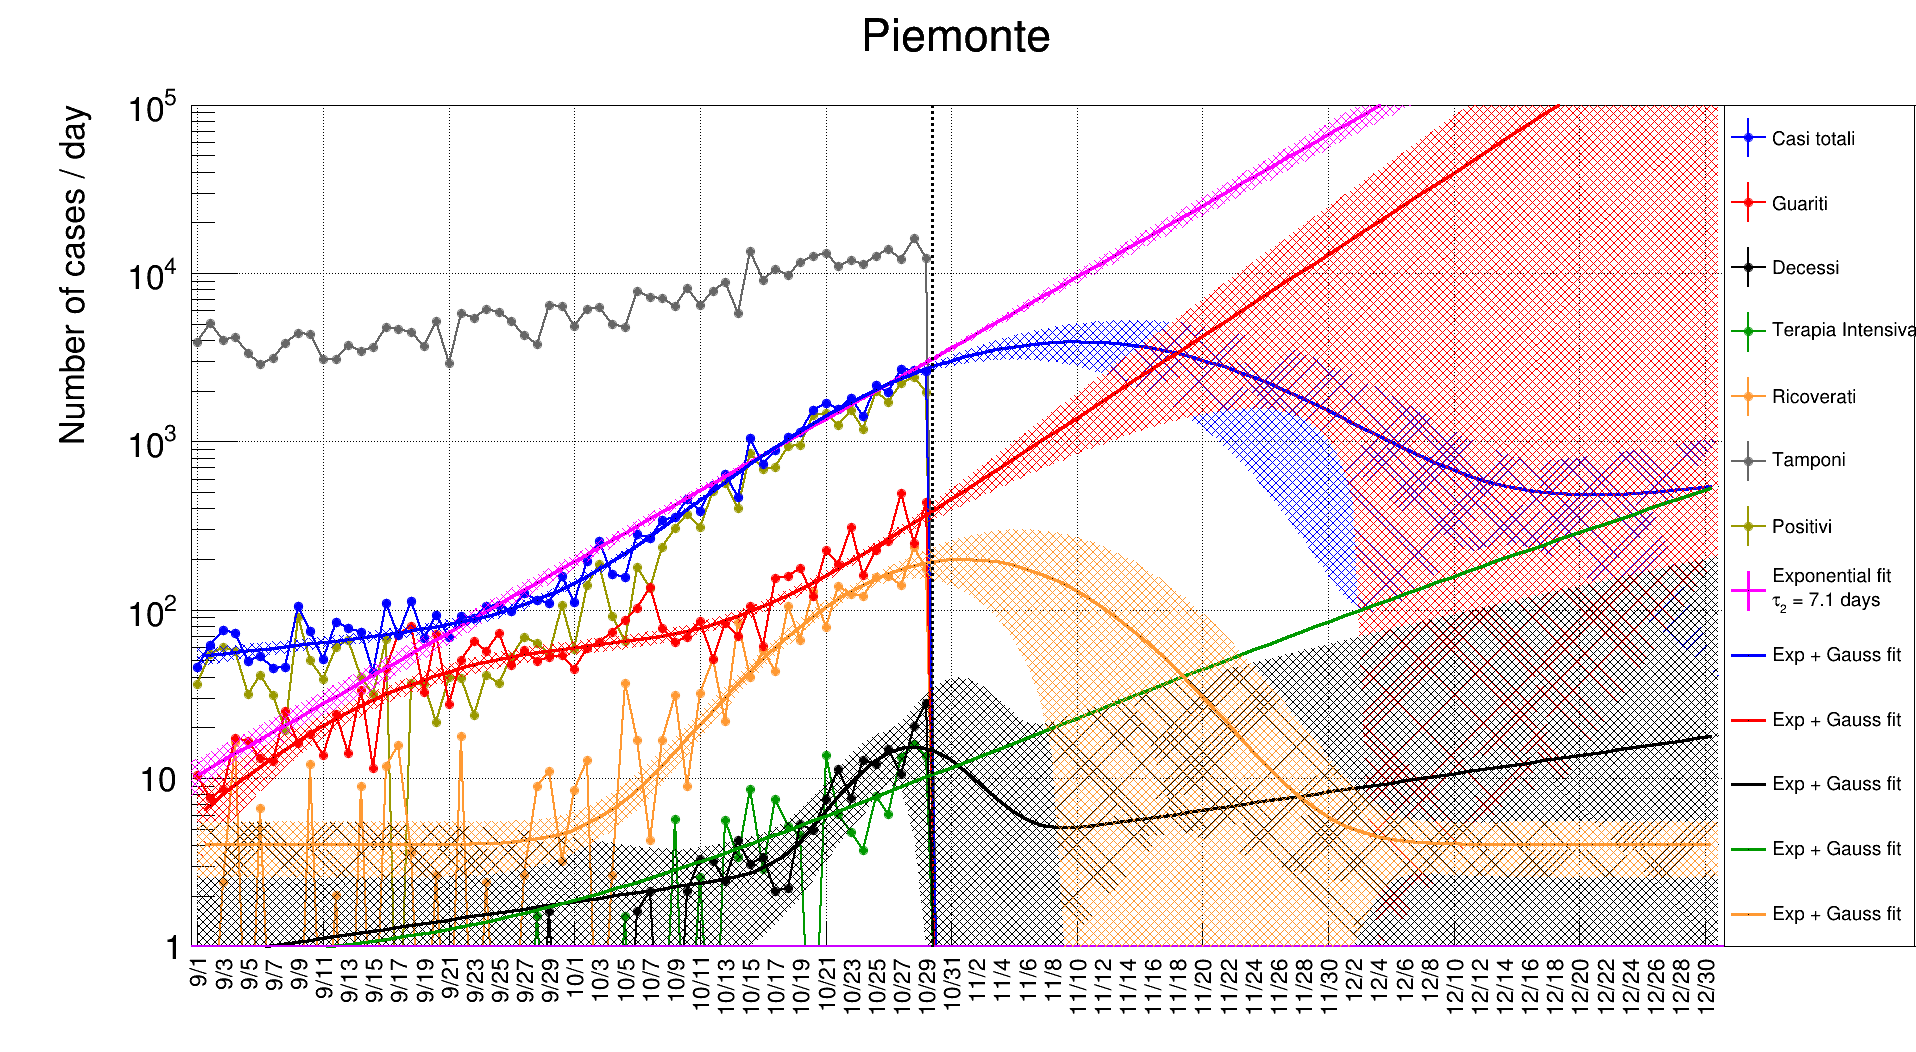 Piemonte
Number of cases / day
10^5
10^4
10^3
10^2
10
1
9/1 9/3 9/5 9/7 9/9 9/11 9/13 9/15 9/17 9/19 9/21 9/23 9/25 9/27 9/29 10/1 10/3 10/5 10/7 10/9 10/11 10/13 10/15 10/17 10/19 10/21 10/23 10/25 10/27 10/29 10/31 11/2 11/4 11/6 11/8 11/10 11/12 11/14 11/16 11/18 11/20 11/22 11/24 11/26 11/28 11/30 12/2 12/4 12/6 12/8 12/10 12/12 12/14 12/16 12/18 12/20 12/22 12/24 12/26 12/28 12/30
Casi totali
Guariti
Decessi
Terapia Intensiva
Ricoverati
Tamponi
Positivi
Exponential fit
τ2 = 7.1 days
Exp + Gauss fit
Exp + Gauss fit
Exp + Gauss fit
Exp + Gauss fit
Exp + Gauss fit